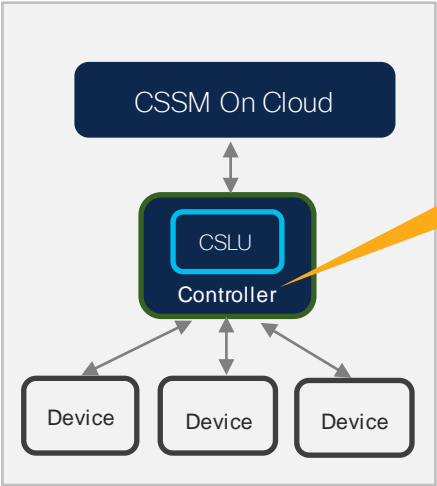 CSSM On Cloud
CSLU
Controller
Device
Device
Device